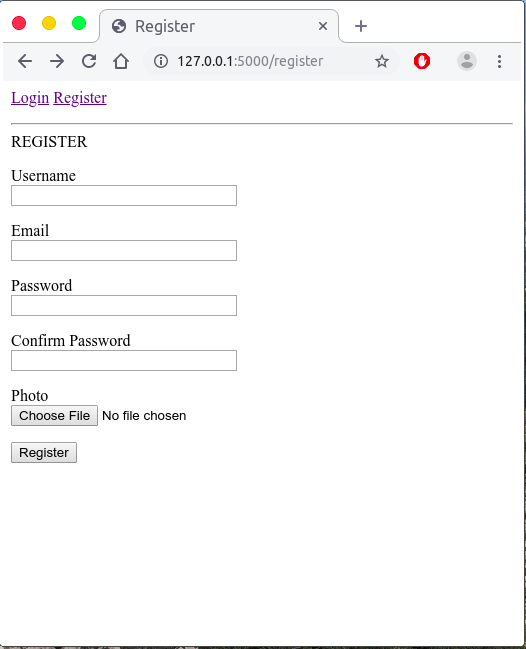 Register
127.0.0.1:5000/register
Login Register
REGISTER
Username
Email
Password
Confirm Password
Photo
Choose File No file chosen
Register